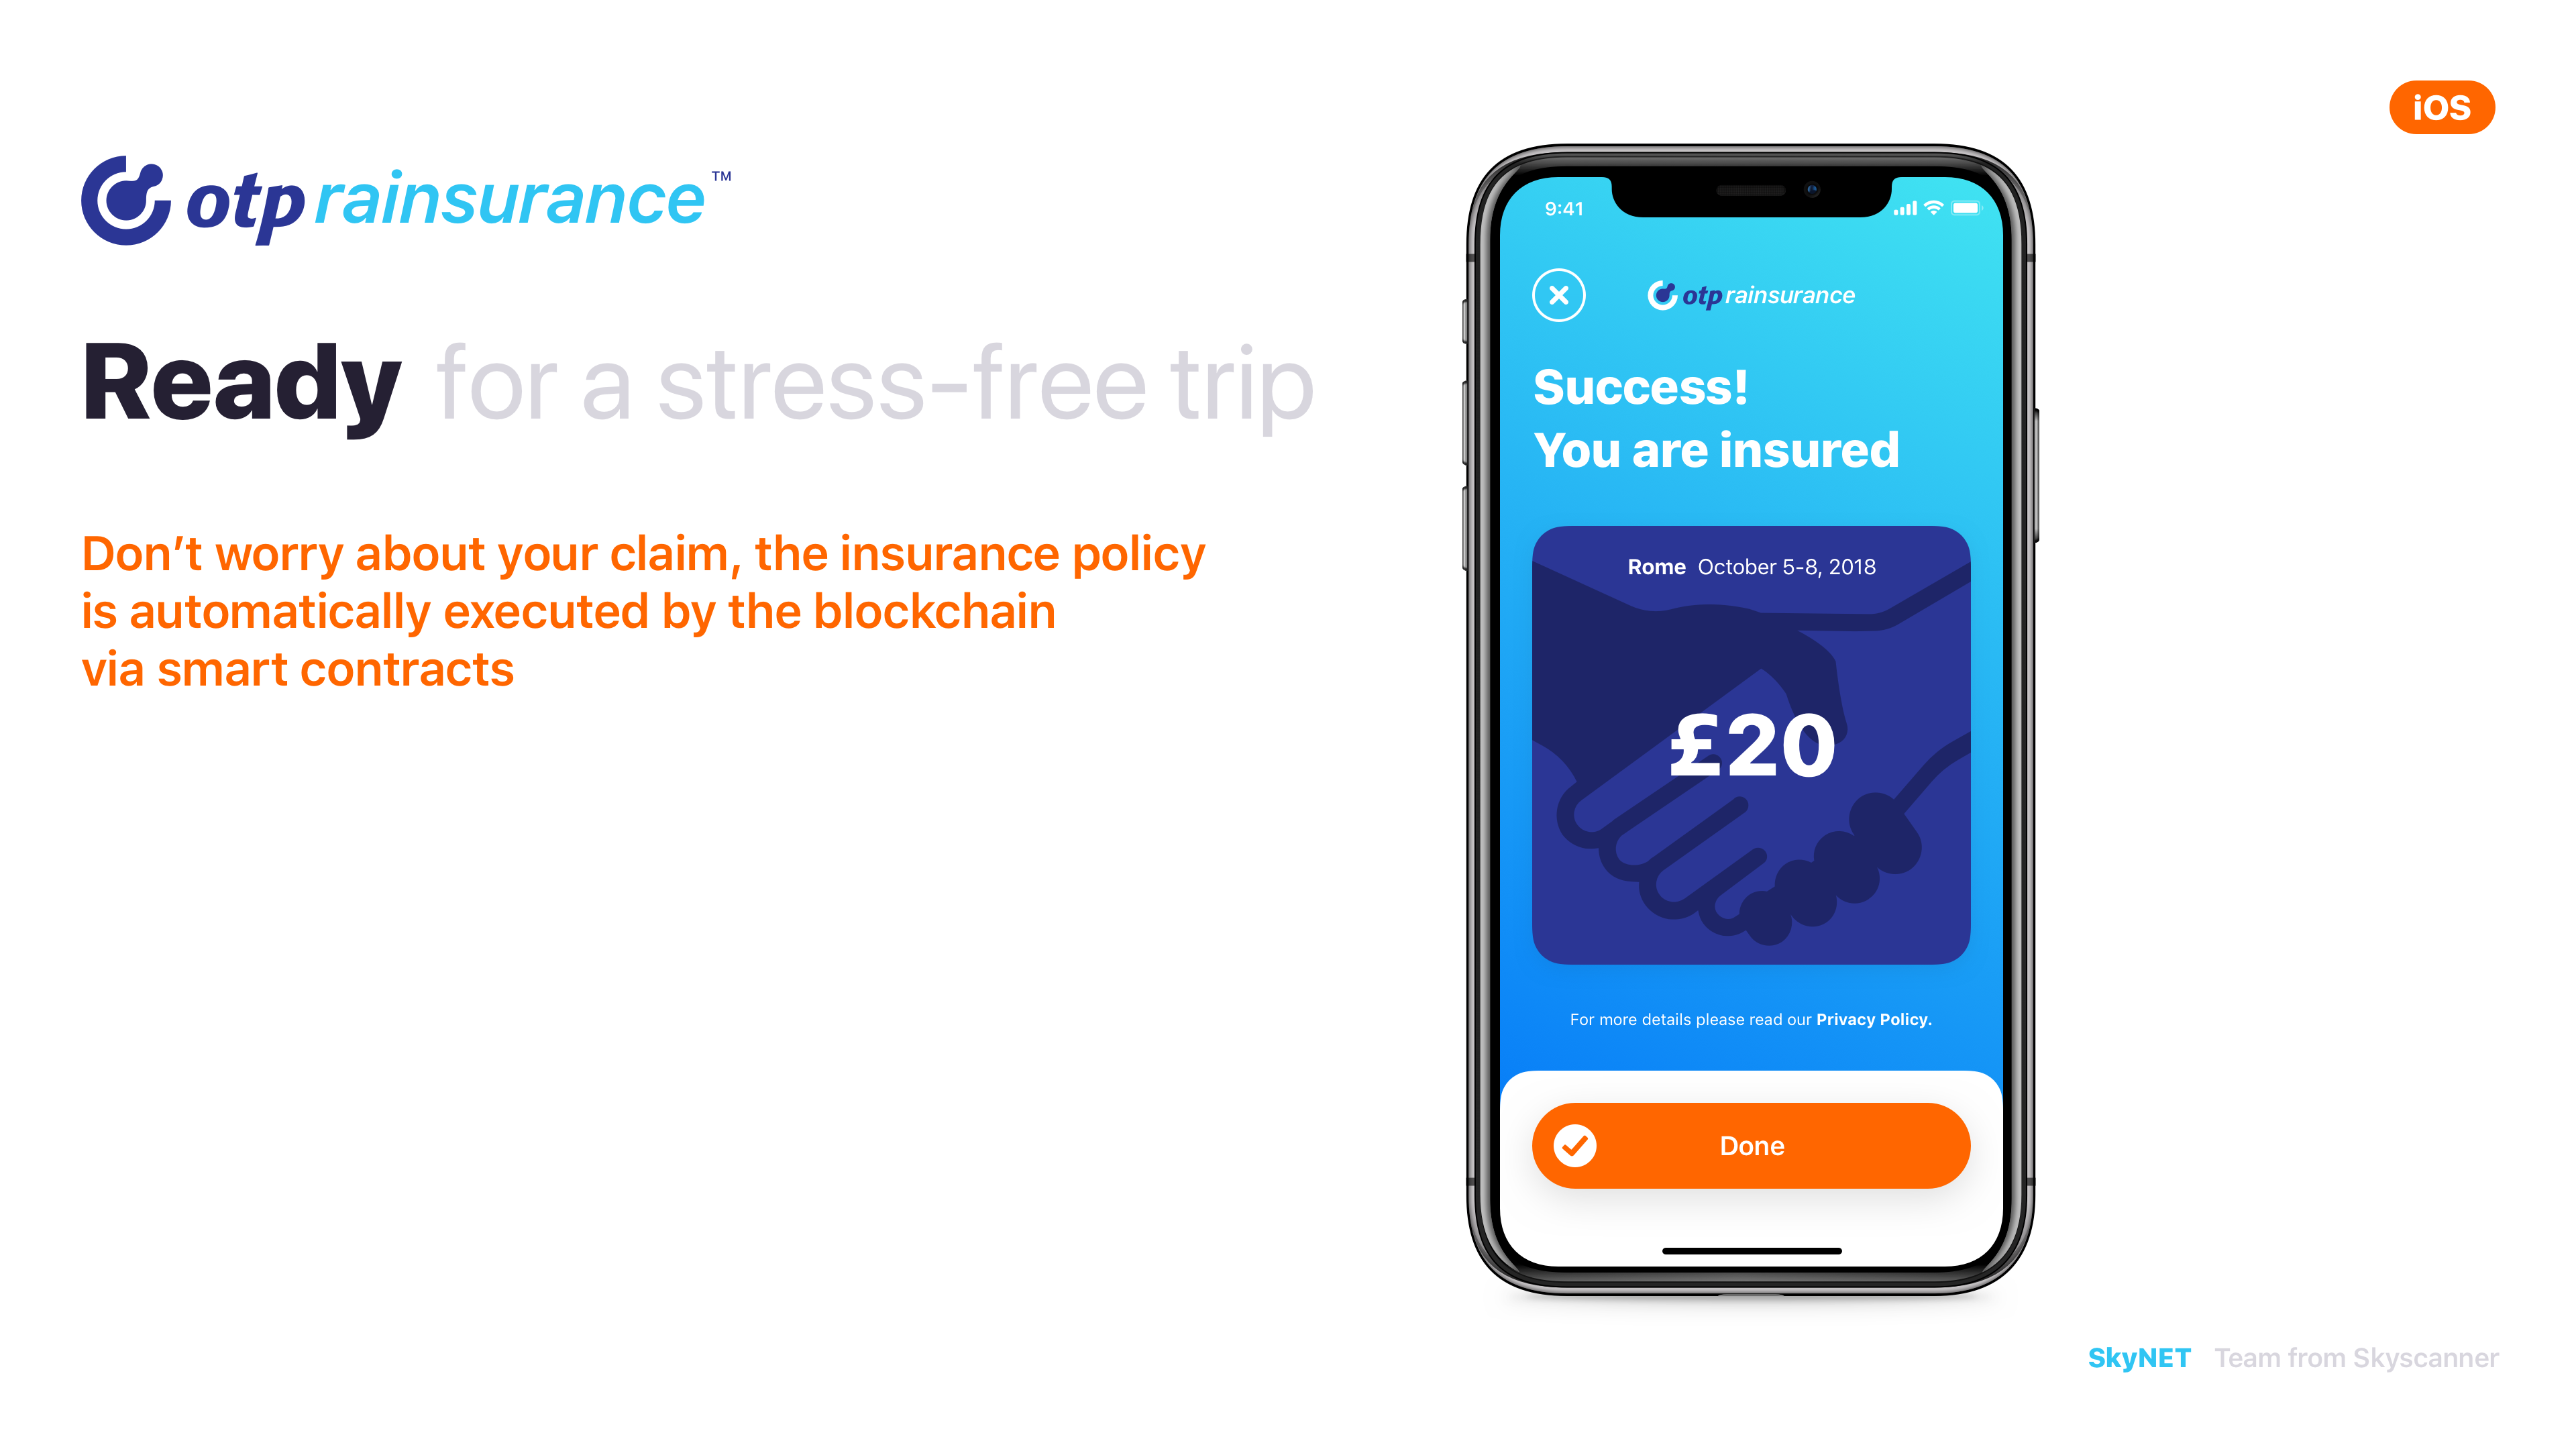 iOS
otp rainsurance™
Ready for a stress-free trip
Don’t worry about your claim, the insurance policy
is automatically executed by the blockchain
via smart contracts
9:41
otp rainsurance
Success!
You are insured
Rome October 5-8, 2018
£20
For more details please read our Privacy Policy.
Done
SkyNET Team from Skyscanner